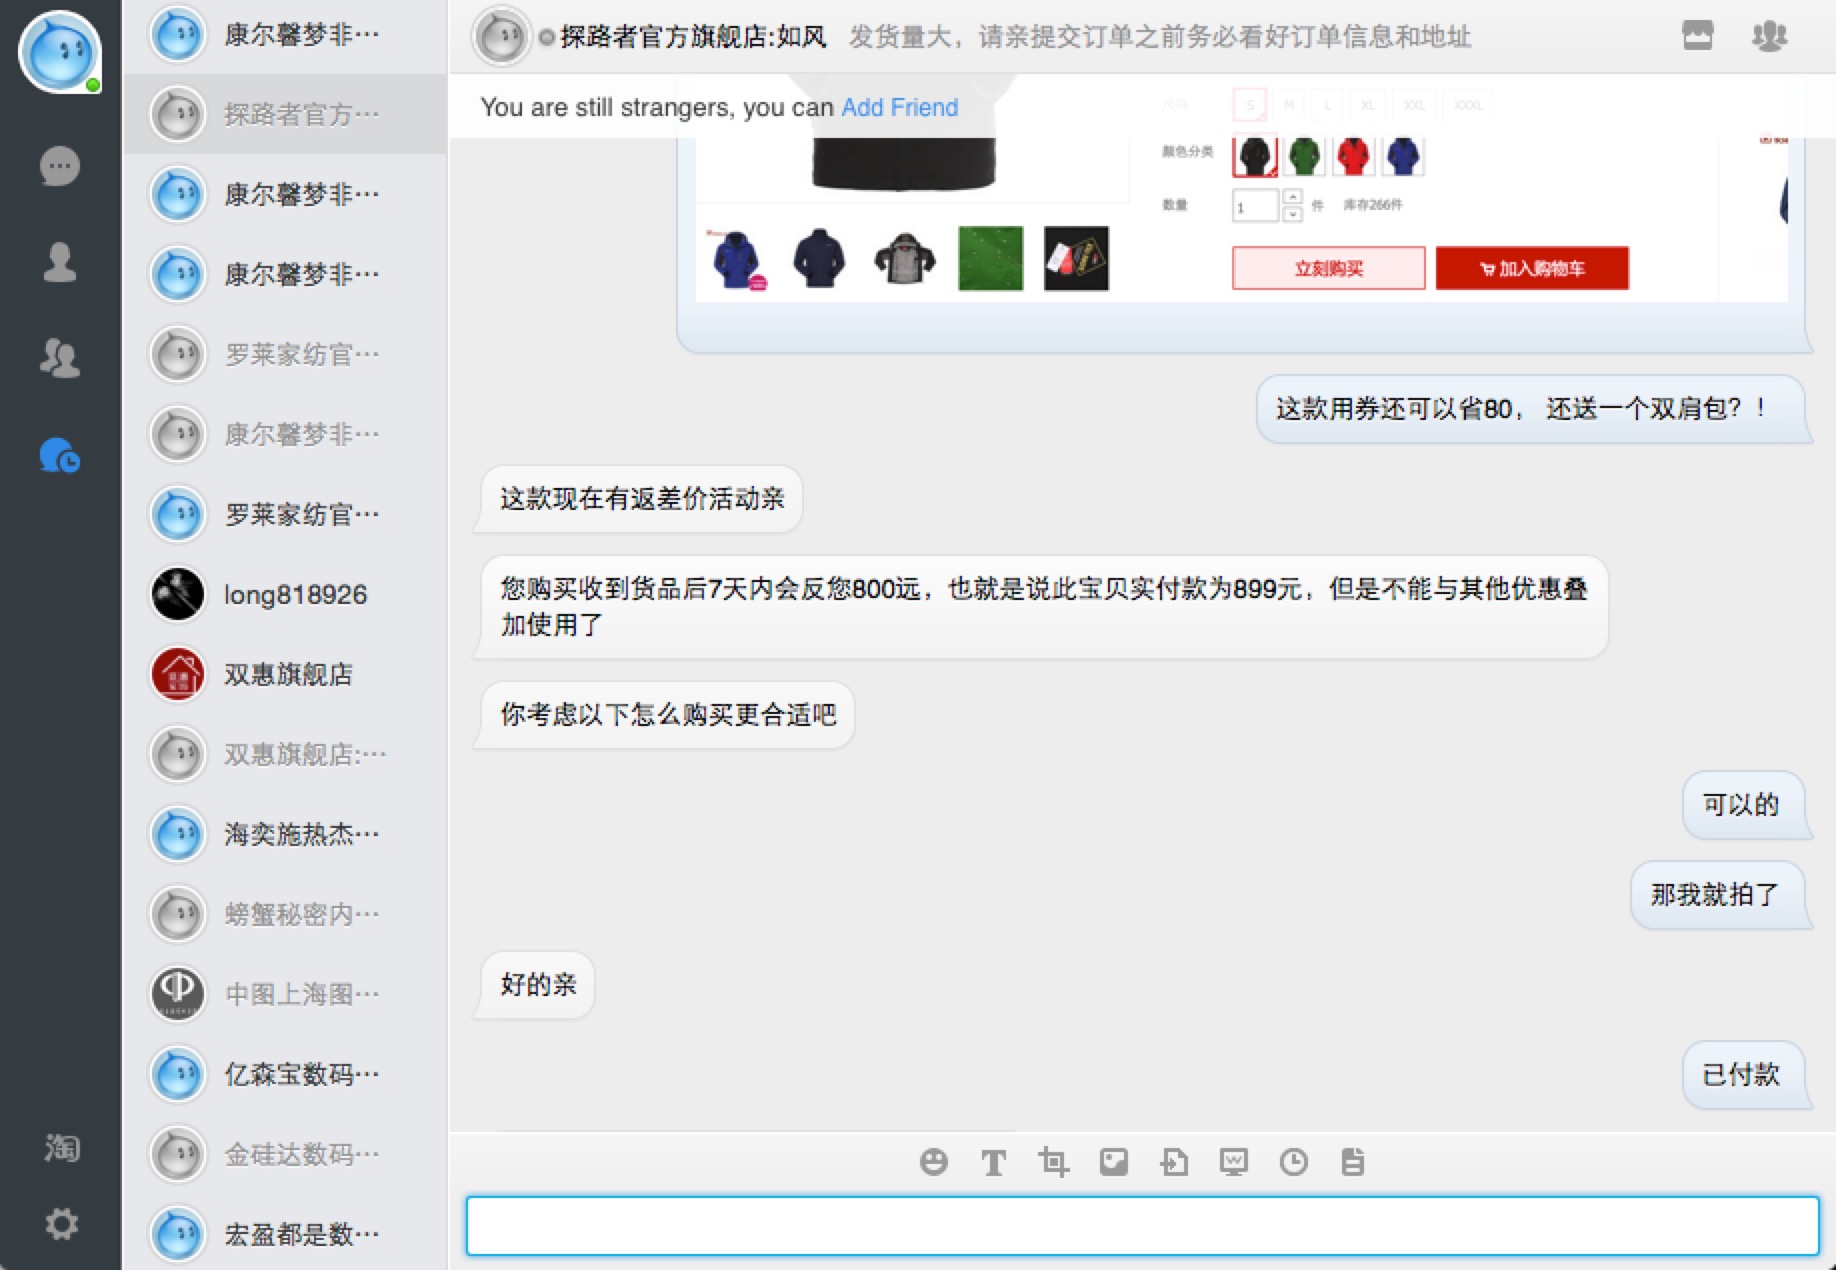 康尔馨梦非…
探路者官方…
康尔馨梦非…
康尔馨梦非…
罗莱家纺官…
康尔馨梦非…
罗莱家纺官…
long818926
双惠旗舰店
双惠旗舰店:…
海奕施热杰…
螃蟹秘密内…
中图上海图…
亿森宝数码…
金硅达数码…
宏盈都是数…
淘
探路者官方旗舰店:如风 发货量大，请亲提交订单之前务必看好订单信息和地址
You are still strangers, you can Add Friend
尺码 S M L XL XXL XXXL
颜色分类
数量 1 件 库存266件
立刻购买 加入购物车
这款用券还可以省80， 还送一个双肩包？！
这款现在有返差价活动亲
您购买收到货品后7天内会反您800远，也就是说此宝贝实付款为899元，但是不能与其他优惠叠
加使用了
你考虑以下怎么购买更合适吧
可以的
那我就拍了
好的亲
已付款